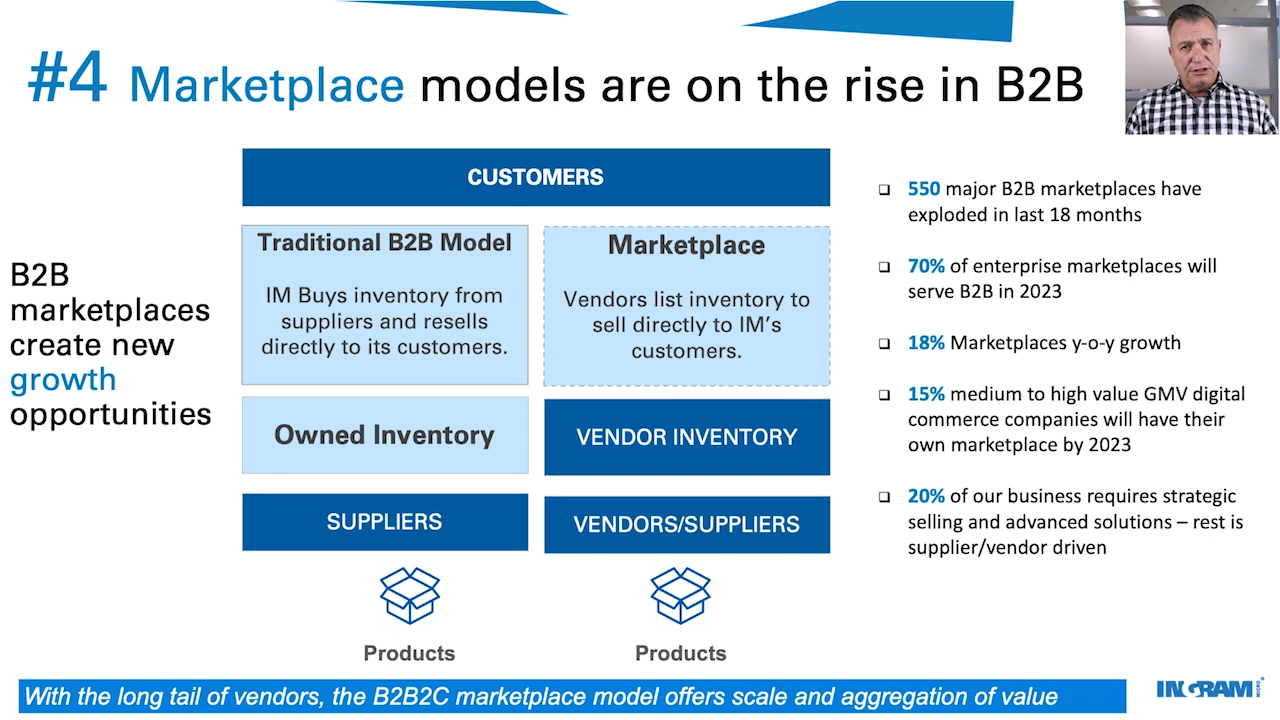 #4 Marketplace models are on the rise in B2B
B2B
marketplaces
create new
growth
opportunities
CUSTOMERS
Traditional B2B Model
IM Buys inventory from
suppliers and resells
directly to its customers.
Owned Inventory
SUPPLIERS
Products
Marketplace
Vendors list inventory to
sell directly to IM's
customers.
VENDOR INVENTORY
VENDORS/SUPPLIERS
Products
550 major B2B marketplaces have
exploded in last 18 months
70% of enterprise marketplaces will
serve B2B in 2023
18% Marketplaces y-o-y growth
15% medium to high value GMV digital
commerce companies will have their
own marketplace by 2023
20% of our business requires strategic
selling and advanced solutions – rest is
supplier/vendor driven
With the long tail of vendors, the B2B2C marketplace model offers scale and aggregation of value
INGRAM MICRO®